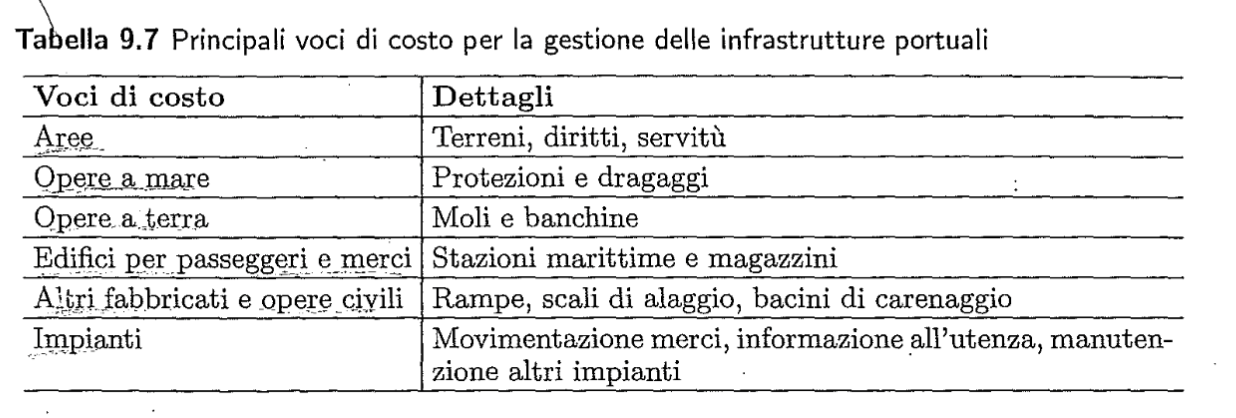 Tabella 9.7 Principali voci di costo per la gestione delle infrastrutture portuali
Voci di costo Dettagli
Aree Terreni, diritti, servitù
Opere a mare Protezioni e dragaggi
Opere a terra Moli e banchine
Edifici per passeggeri e merci Stazioni marittime e magazzini
Altri fabbricati e opere civili Rampe, scali di alaggio, bacini di carenaggio
Impianti Movimentazione merci, informazione all'utenza, manuten-
zione altri impianti